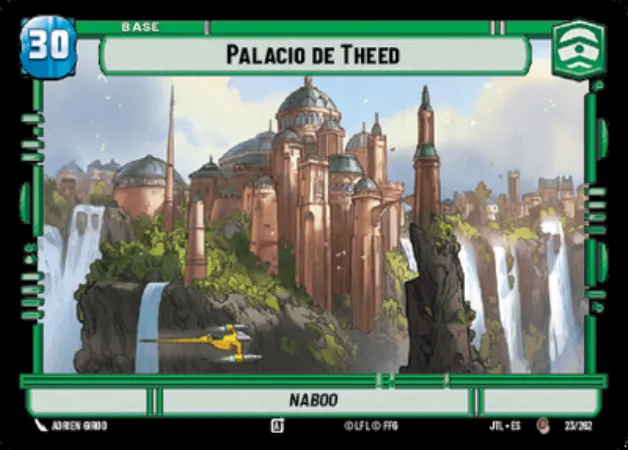 BASE
30
PALACIO DE THEED
NABOO
ADRIEN GIROD
A
© LFL © FFG
JTL • ES
23/262